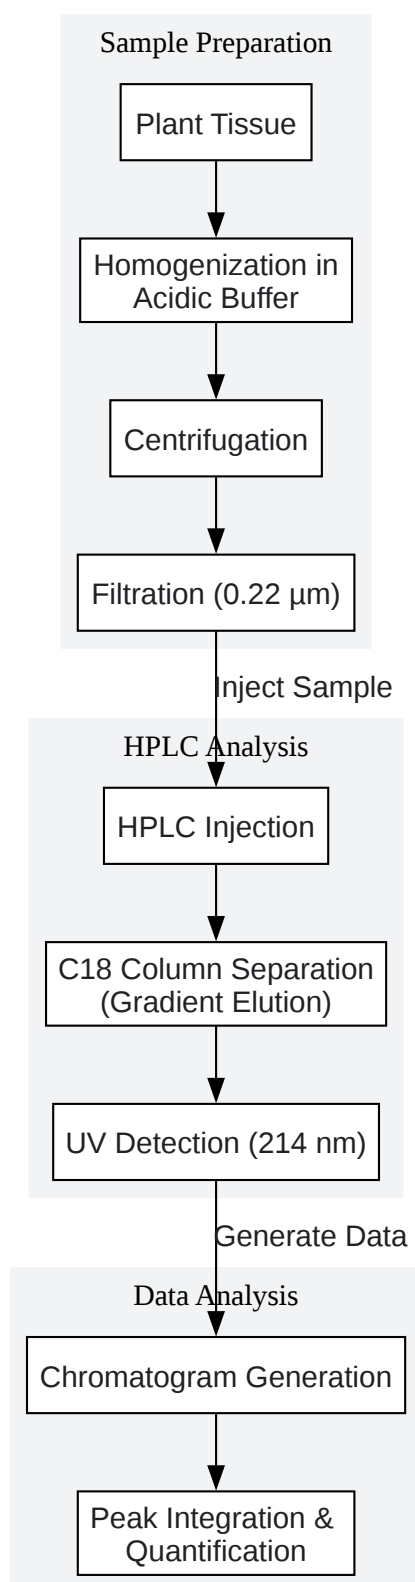 Sample Preparation
Plant Tissue
Homogenization in
Acidic Buffer
Centrifugation
Filtration (0.22 µm)
Inject Sample
HPLC Analysis
HPLC Injection
C18 Column Separation
(Gradient Elution)
UV Detection (214 nm)
Generate Data
Data Analysis
Chromatogram Generation
Peak Integration &
Quantification